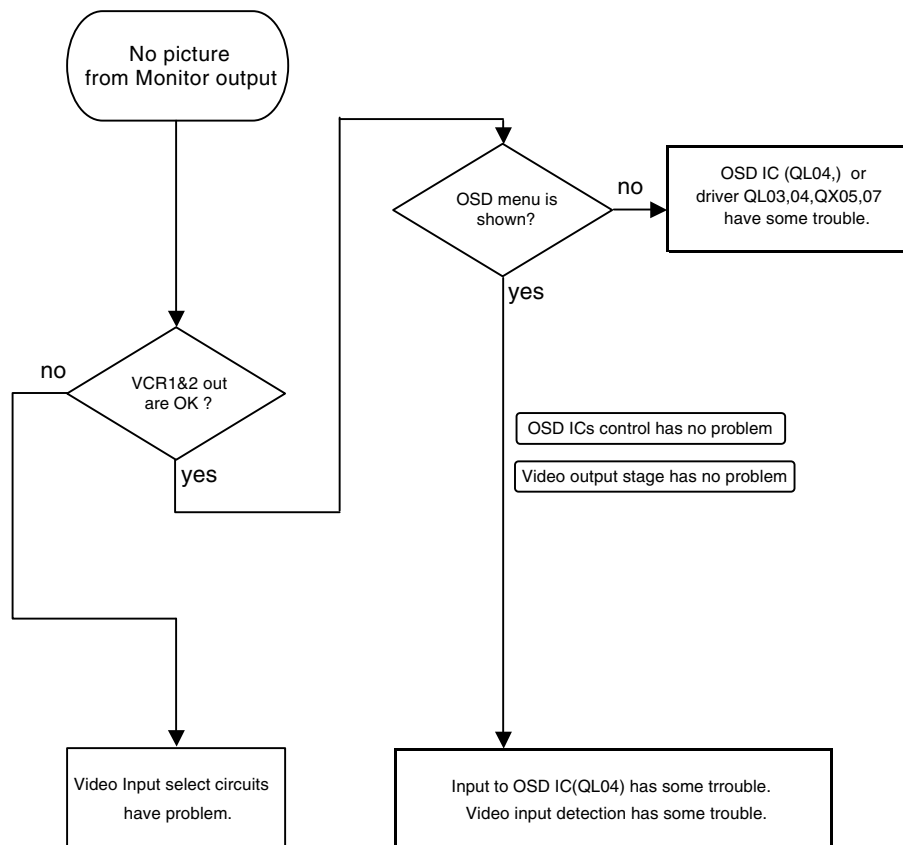 No picture
from Monitor output
OSD menu is
shown?
no
OSD IC (QL04,) or
driver QL03,04,QX05,07
have some trouble.
yes
no
VCR1&2 out
are OK ?
yes
OSD ICs control has no problem
Video output stage has no problem
Video Input select circuits
have problem.
Input to OSD IC(QL04) has some trrouble.
Video input detection has some trouble.